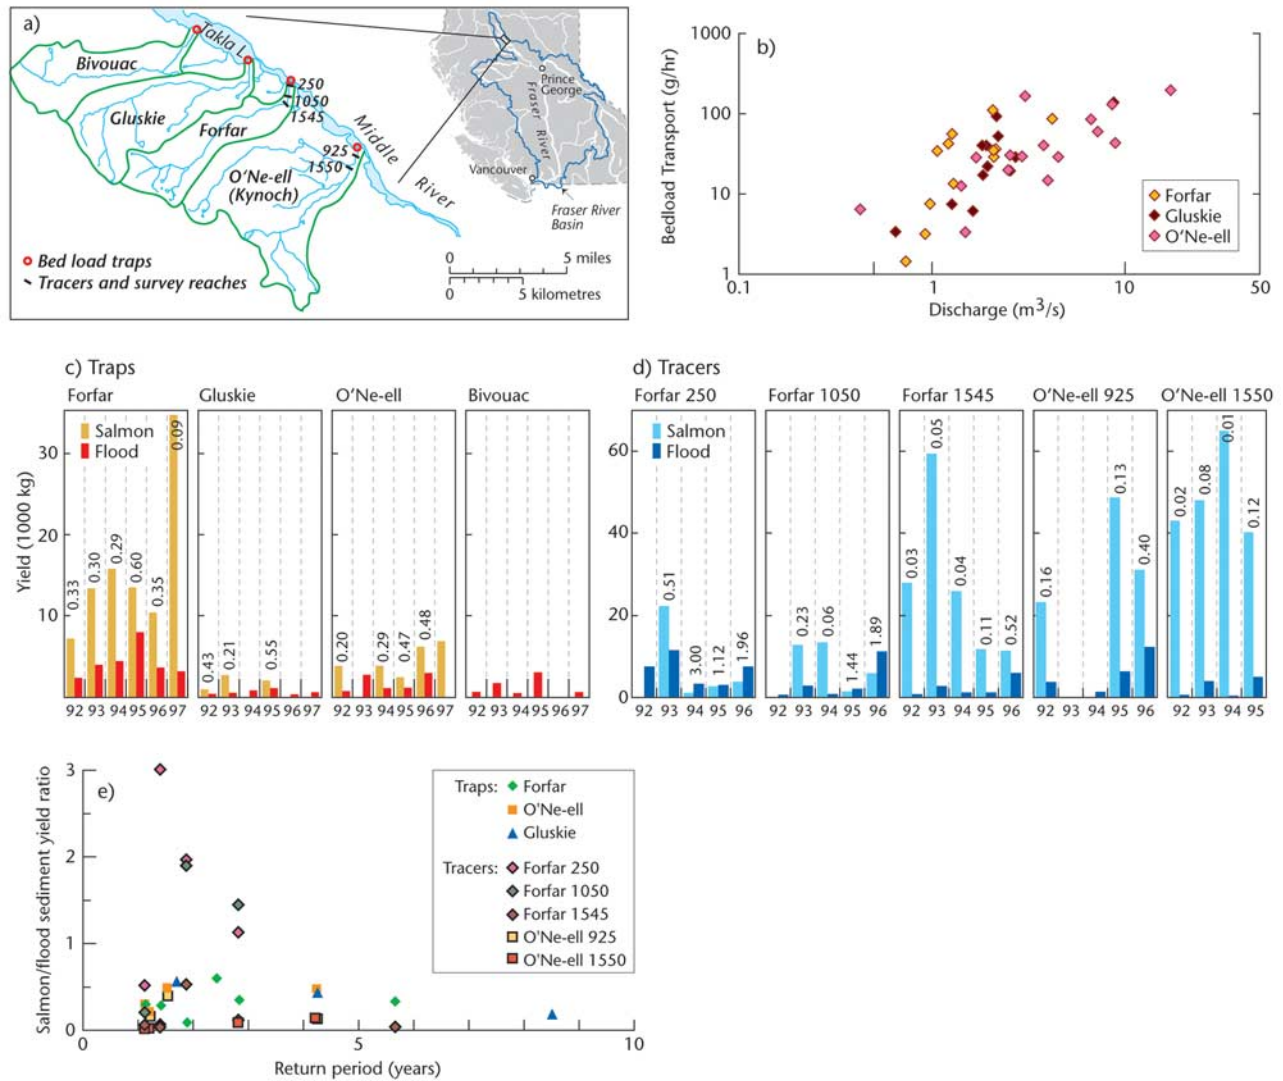 a)
Takla L.
Bivouac
Gluskie
Forfar
250
1050
1545
925
1550
O'Ne-ell
(Kynoch)
Middle
River
Prince
George
Fraser River
Vancouver
Fraser River
Basin
Bed load traps
Tracers and survey reaches
0 5 miles
0 5 kilometres
b)
Bedload Transport (g/hr)
1000
100
10
1
0.1 1 10 50
Discharge (m3/s)
Forfar
Gluskie
O'Ne-ell
c) Traps
Forfar Gluskie O'Ne-ell Bivouac
Yield (1000 kg)
30
20
10
Salmon
Flood
0.33 0.30 0.29 0.60 0.35 0.09
0.43 0.21 0.55
0.20 0.29 0.47 0.48
92 93 94 95 96 97
92 93 94 95 96 97
92 93 94 95 96 97
92 93 94 95 96 97
d) Tracers
Forfar 250 Forfar 1050 Forfar 1545 O'Ne-ell 925 O'Ne-ell 1550
60
40
20
0
Salmon
Flood
0.51 3.00 1.12 1.96
0.23 0.06 1.44 1.89
0.03 0.05 0.04 0.11 0.52
0.16 0.13 0.40
0.02 0.08 0.01 0.12
92 93 94 95 96
92 93 94 95 96
92 93 94 95 96
92 93 94 95 96
92 93 94 95
e)
Salmon/flood sediment yield ratio
3
2
1
0
0 5 10
Return period (years)
Traps: Forfar
O'Ne-ell
Gluskie
Tracers: Forfar 250
Forfar 1050
Forfar 1545
O'Ne-ell 925
O'Ne-ell 1550